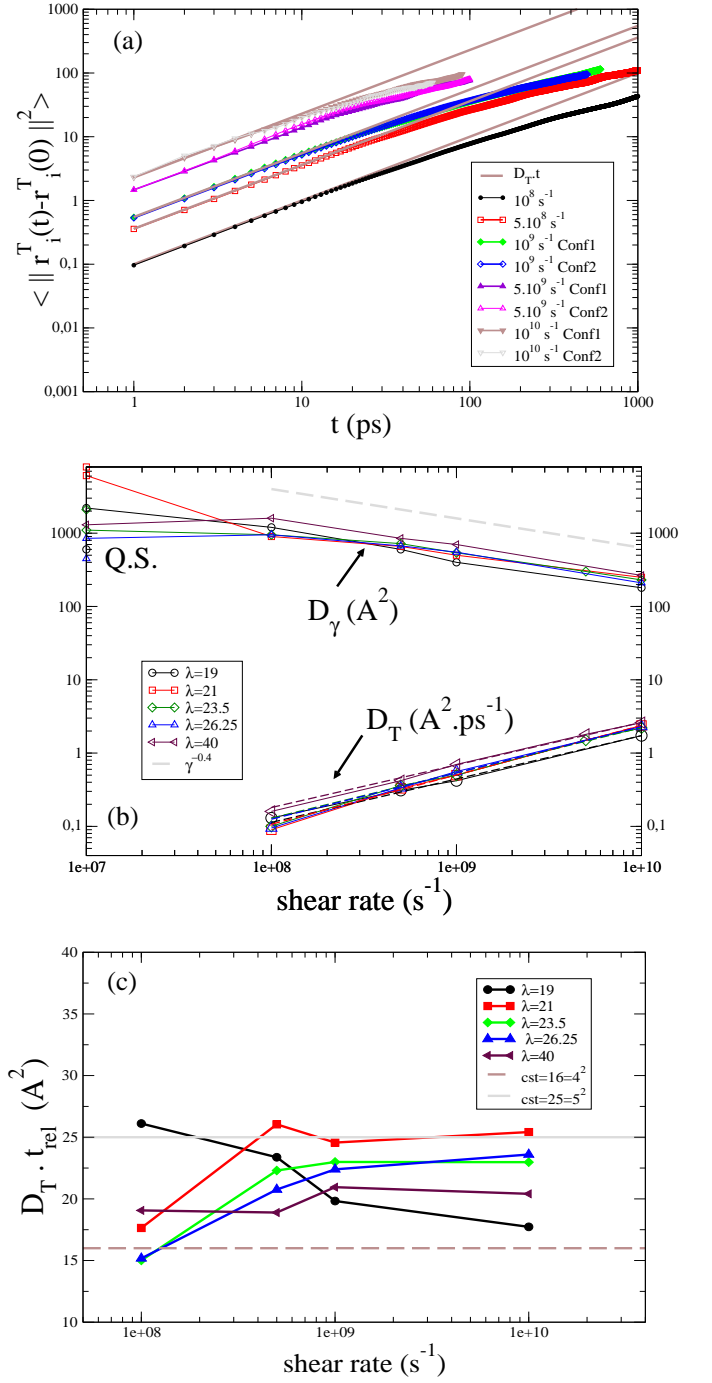 (a)
1000
100
10
1
0,1
0,01
0,001
< || r^T_i(t)-r^T_i(0) ||^2 >
D_T.t
10^8 s^-1
5.10^8 s^-1
10^9 s^-1 Conf1
10^9 s^-1 Conf2
5.10^9 s^-1 Conf1
5.10^9 s^-1 Conf2
10^10 s^-1 Conf1
10^10 s^-1 Conf2
1 10 100 1000
t (ps)
1000 1000
Q.S.
D_γ (A^2)
100 100
10 10
λ=19
λ=21
λ=23.5
λ=26.25
λ=40
γ^-0.4
D_T (A^2.ps^-1)
1 1
(b)
0,1 0,1
1e+07 1e+08 1e+09 1e+10
shear rate (s^-1)
(c)
40
35
30
25
20
15
10
D_T · t_rel (A^2)
λ=19
λ=21
λ=23.5
λ=26.25
λ=40
cst=16=4^2
cst=25=5^2
1e+08 1e+09 1e+10
shear rate (s^-1)